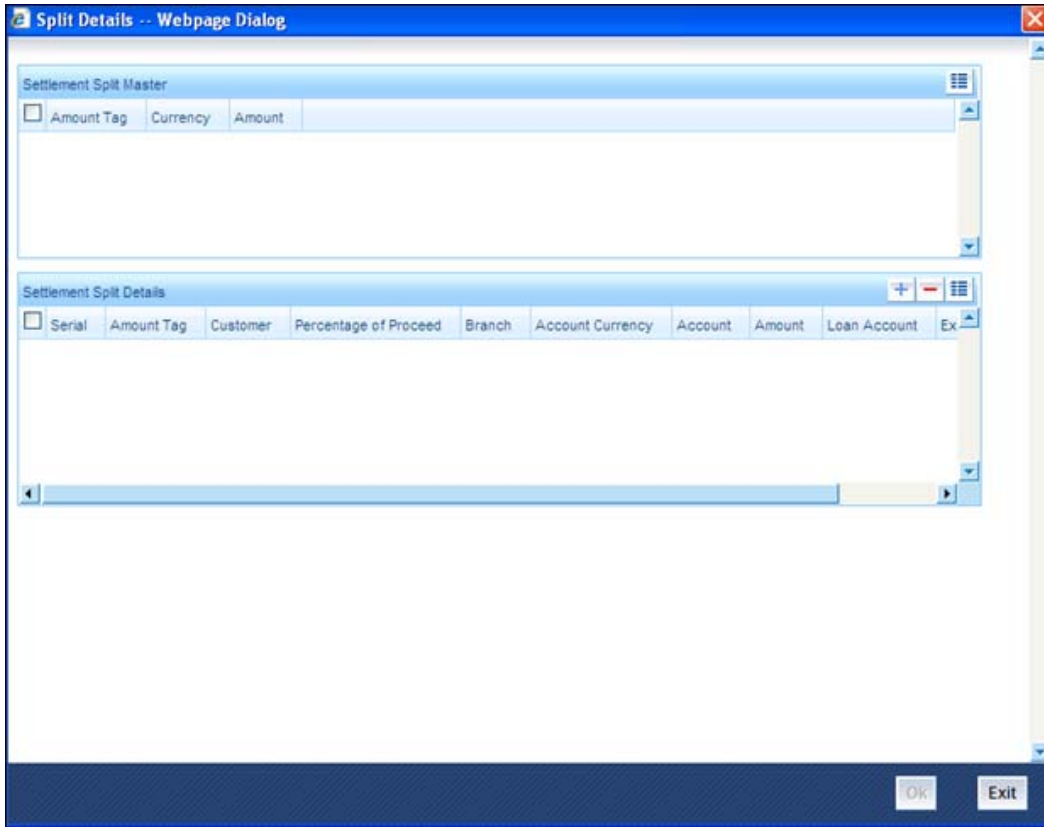 Split Details -- Webpage Dialog
Settlement Split Master
Amount Tag Currency Amount
Settlement Split Details
Serial Amount Tag Customer Percentage of Proceed Branch Account Currency Account Amount Loan Account Ex
Ok Exit